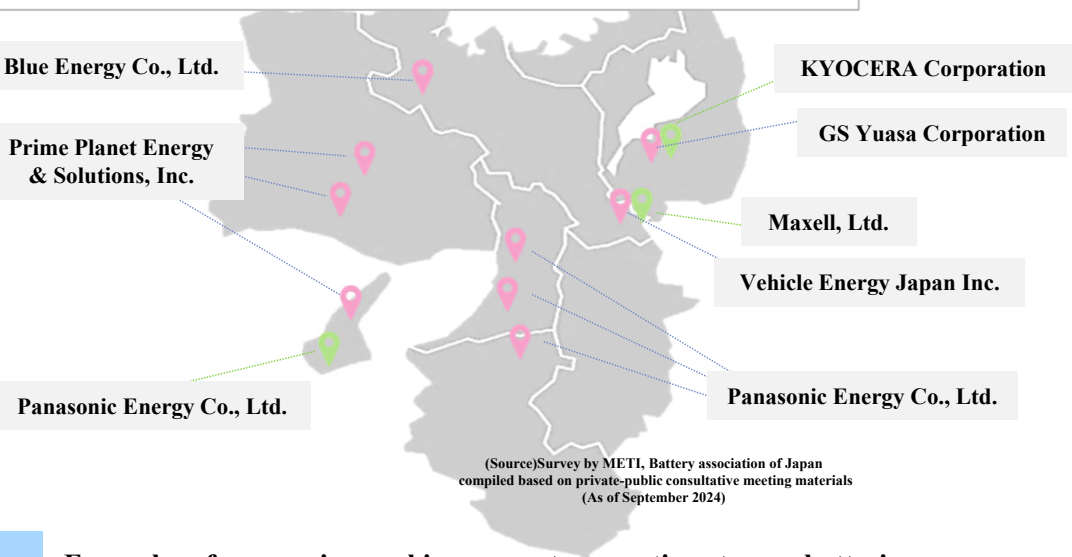 Blue Energy Co., Ltd.
KYOCERA Corporation
GS Yuasa Corporation
Prime Planet Energy
& Solutions, Inc.
Maxell, Ltd.
Vehicle Energy Japan Inc.
Panasonic Energy Co., Ltd.
Panasonic Energy Co., Ltd.
(Source)Survey by METI, Battery association of Japan
compiled based on private-public consultative meeting materials
(As of September 2024)